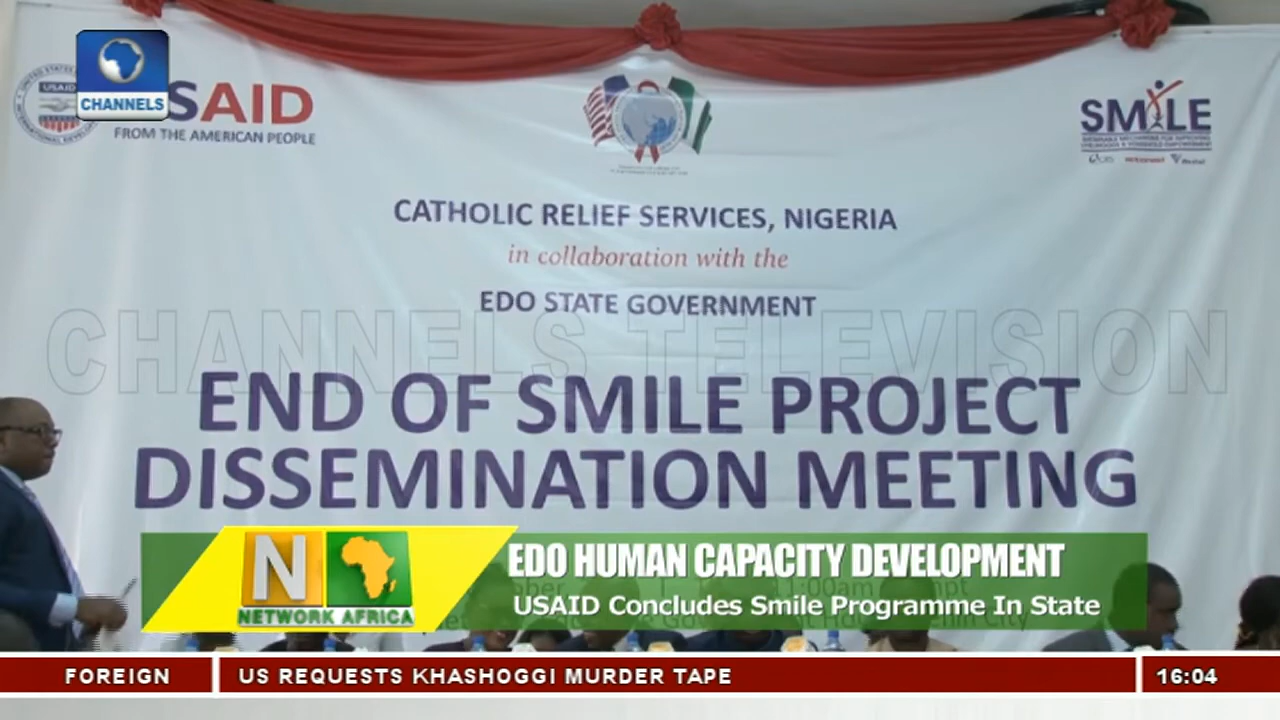 CHANNELS
USAID
SAID
FROM THE AMERICAN PEOPLE
SMILE
CATHOLIC RELIEF SERVICES, NIGERIA
in collaboration with the
EDO STATE GOVERNMENT
CHANNELS TELEVISION
END OF SMILE PROJECT
DISSEMINATION MEETING
N
NETWORK AFRICA
EDO HUMAN CAPACITY DEVELOPMENT
USAID Concludes Smile Programme In State
FOREIGN
US REQUESTS KHASHOGGI MURDER TAPE
16:04